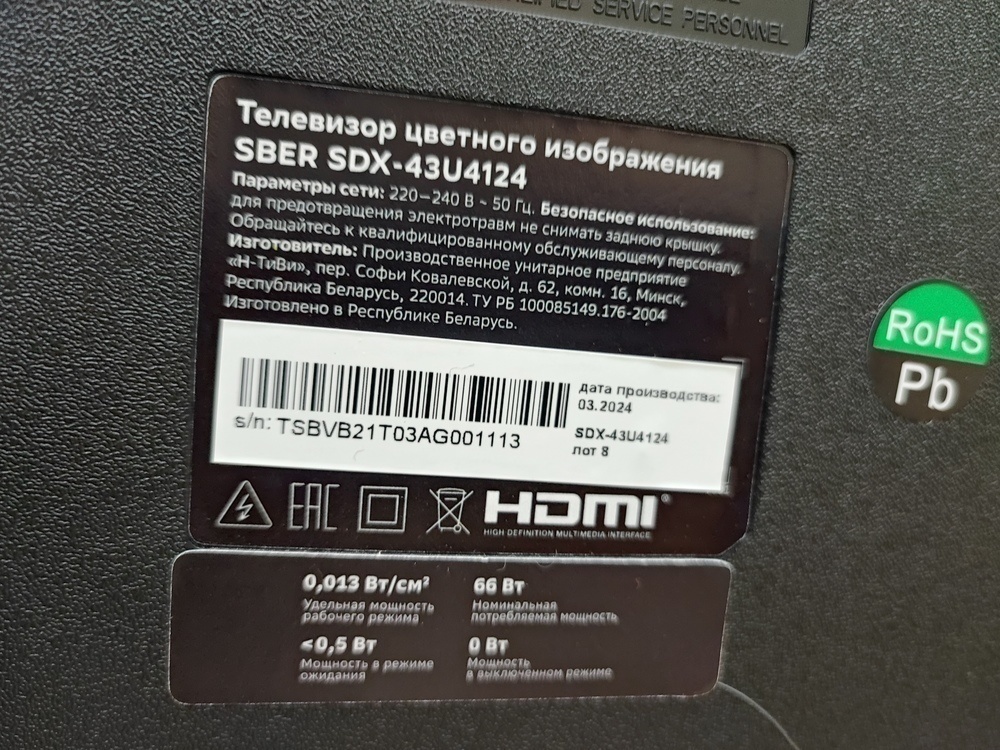 SERVICE PERSONNEL
Телевизор цветного изображения
SBER SDX-43U4124
Параметры сети: 220–240 В ~ 50 Гц. Безопасное использование:
для предотвращения электротравм не снимать заднюю крышку.
Обращайтесь к квалифицированному обслуживающему персоналу.
Изготовитель: Производственное унитарное предприятие
«Н-ТиВи», пер. Софьи Ковалевской, д. 62, комн. 16, Минск,
Республика Беларусь, 220014. ТУ РБ 100085149.176-2004
Изготовлено в Республике Беларусь.
дата производства:
03.2024
s/n: TSBVB21T03AG001113
SDX-43U4124
лот 8
EAC
HDMI®
HIGH DEFINITION MULTIMEDIA INTERFACE
RoHS
Pb
0,013 Вт/см²
Удельная мощность
рабочего режима
66 Вт
Номинальная
потребляемая мощность
<0,5 Вт
Мощность в режиме
ожидания
0 Вт
Мощность
в выключенном режиме